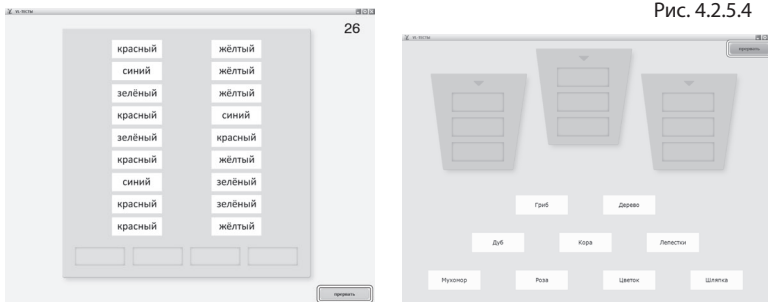 Рис. 4.2.5.4
26
красный жёлтый
синий жёлтый
зелёный жёлтый
красный синий
зелёный красный
красный жёлтый
синий зелёный
красный зелёный
красный жёлтый
прервать
прервать
Гриб Дерево
Дуб Кора Лепестки
Мухомор Роза Цветок Шляпка